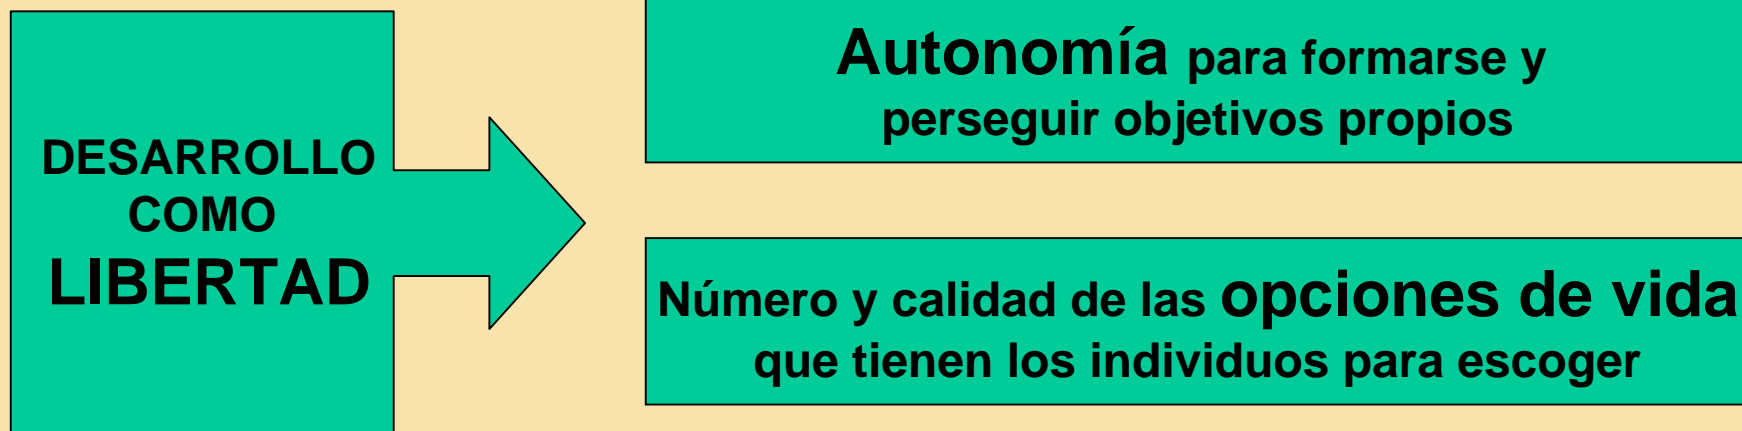 DESARROLLO
COMO
LIBERTAD
Autonomía para formarse y
perseguir objetivos propios
Número y calidad de las opciones de vida
que tienen los individuos para escoger